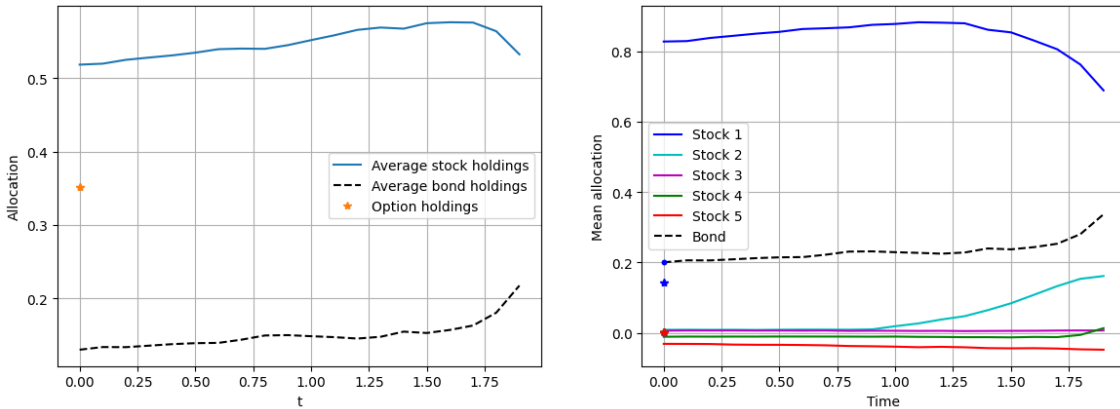 0.5
0.4
0.3
0.2
Allocation
Average stock holdings
Average bond holdings
Option holdings
0.00 0.25 0.50 0.75 1.00 1.25 1.50 1.75
t
0.8
0.6
0.4
0.2
0.0
Mean allocation
Stock 1
Stock 2
Stock 3
Stock 4
Stock 5
Bond
0.00 0.25 0.50 0.75 1.00 1.25 1.50 1.75
Time